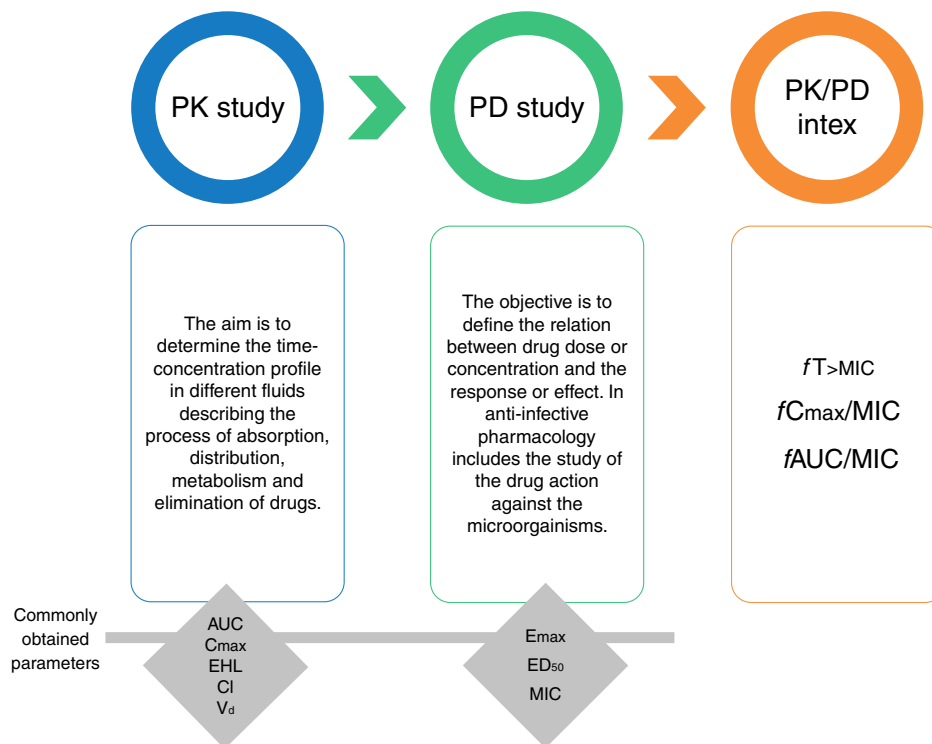 PK study
PD study
PK/PD
intex
The aim is to
determine the time-
concentration profile
in different fluids
describing the
process of absorption,
distribution,
metabolism and
elimination of drugs.
The objective is to
define the relation
between drug dose or
concentration and the
response or effect. In
anti-infective
pharmacology
includes the study of
the drug action
against the
microorgainisms.
fT>MIC
fCmax/MIC
fAUC/MIC
Commonly
obtained
parameters
AUC
Cmax
EHL
Cl
Vd
Emax
ED50
MIC